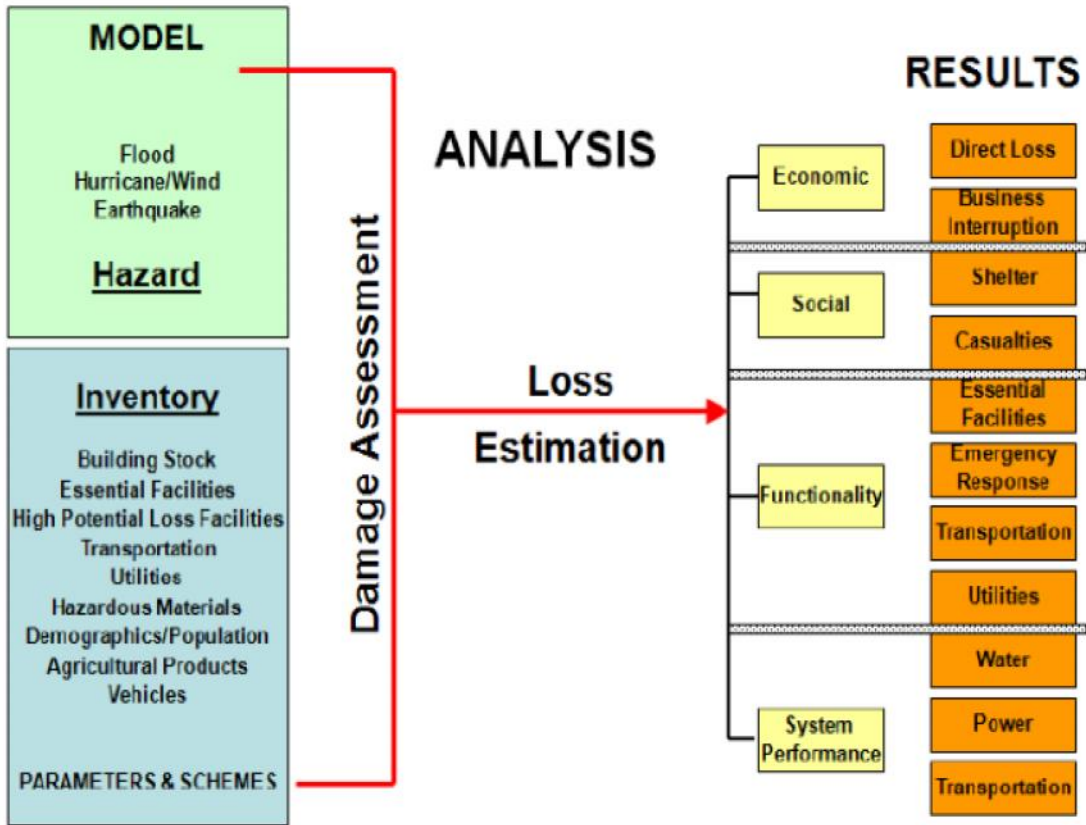 MODEL
Flood
Hurricane/Wind
Earthquake
Hazard
Inventory
Building Stock
Essential Facilities
High Potential Loss Facilities
Transportation
Utilities
Hazardous Materials
Demographics/Population
Agricultural Products
Vehicles
PARAMETERS & SCHEMES
Damage Assessment
ANALYSIS
Loss
Estimation
Economic
Social
Functionality
System
Performance
RESULTS
Direct Loss
Business
Interruption
Shelter
Casualties
Essential
Facilities
Emergency
Response
Transportation
Utilities
Water
Power
Transportation